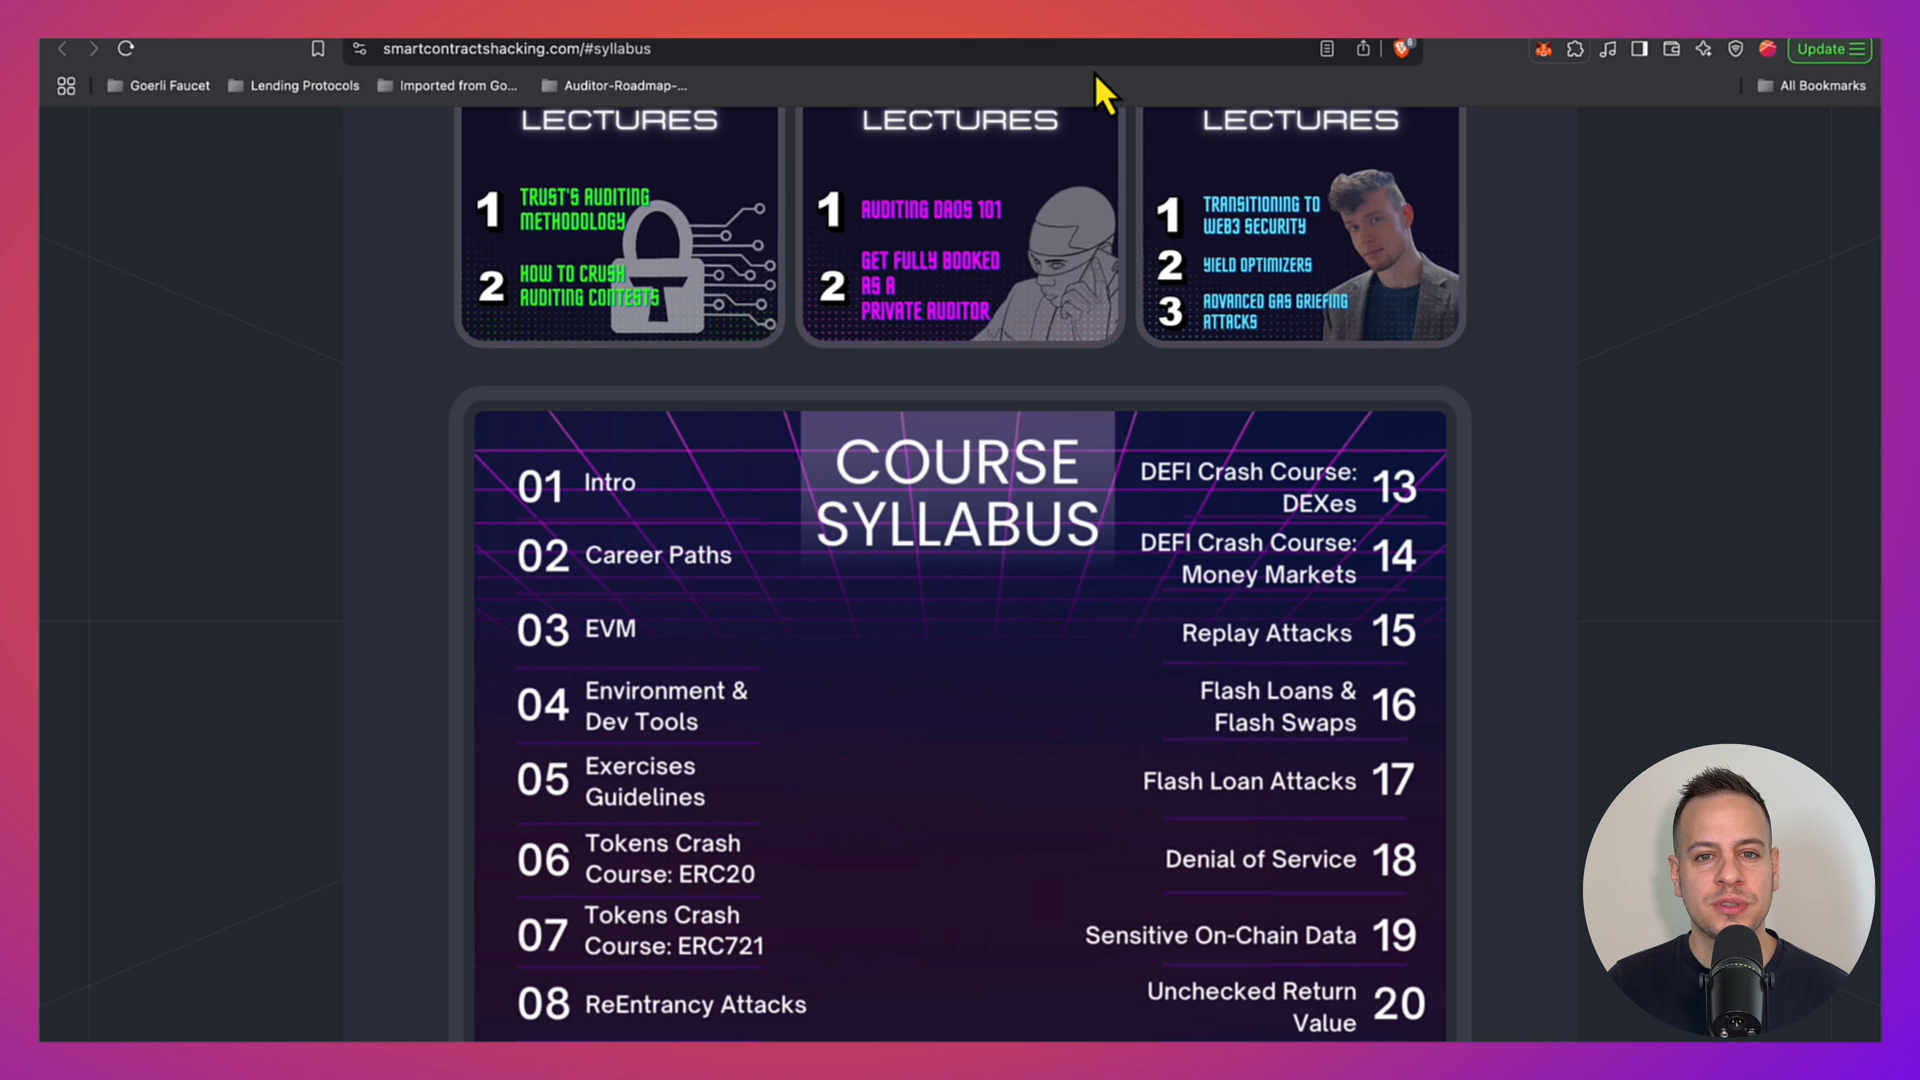 smartcontractshacking.com/#syllabus
8
Update
Goerli Faucet
Lending Protocols
Imported from Go...
Auditor-Roadmap-...
All Bookmarks
LECTURES
1 TRUST'S AUDITING
METHODOLOGY
2 HOW TO CRUSH
AUDITING CONTESTS
LECTURES
1 AUDITING DAOS 101
2 GET FULLY BOOKED
AS A
PRIVATE AUDITOR
LECTURES
1 TRANSITIONING TO
WEB3 SECURITY
2 YIELD OPTIMIZERS
3 ADVANCED GAS GRIEFING
ATTACKS
COURSE
SYLLABUS
01 Intro
02 Career Paths
03 EVM
04 Environment &
Dev Tools
05 Exercises
Guidelines
06 Tokens Crash
Course: ERC20
07 Tokens Crash
Course: ERC721
08 ReEntrancy Attacks
DEFI Crash Course:
DEXes 13
DEFI Crash Course:
Money Markets 14
Replay Attacks 15
Flash Loans &
Flash Swaps 16
Flash Loan Attacks 17
Denial of Service 18
Sensitive On-Chain Data 19
Unchecked Return
Value 20